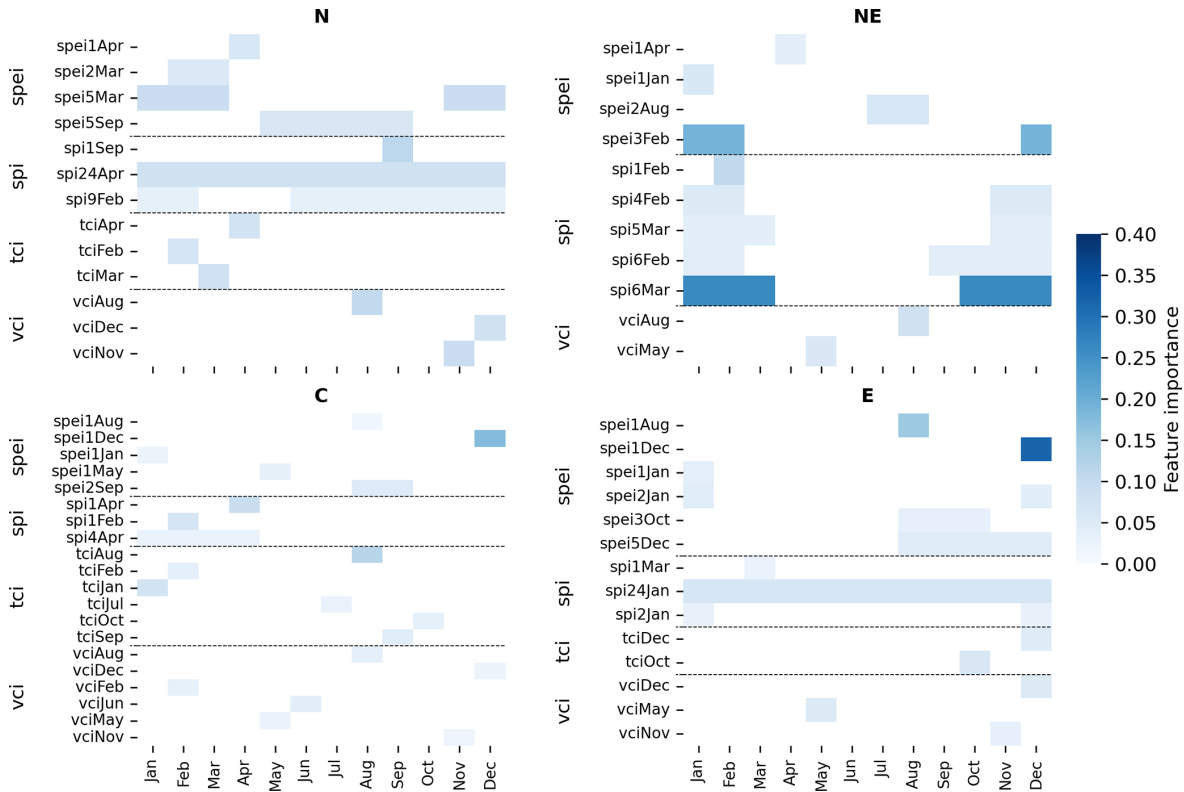 N
spei
spei1Apr
spei2Mar
spei5Mar
spei5Sep
spi
spi1Sep
spi24Apr
spi9Feb
tci
tciApr
tciFeb
tciMar
vci
vciAug
vciDec
vciNov
NE
spei
spei1Apr
spei1Jan
spei2Aug
spei3Feb
spi
spi1Feb
spi4Feb
spi5Mar
spi6Feb
spi6Mar
vci
vciAug
vciMay
C
spei
spei1Aug
spei1Dec
spei1Jan
spei1May
spei2Sep
spi
spi1Apr
spi1Feb
spi4Apr
tci
tciAug
tciFeb
tciJan
tciJul
tciOct
tciSep
vci
vciAug
vciDec
vciFeb
vciJun
vciMay
vciNov
Jan Feb Mar Apr May Jun Jul Aug Sep Oct Nov Dec
E
spei
spei1Aug
spei1Dec
spei1Jan
spei2Jan
spei3Oct
spei5Dec
spi
spi1Mar
spi24Jan
spi2Jan
tci
tciDec
tciOct
vci
vciDec
vciMay
vciNov
Jan Feb Mar Apr May Jun Jul Aug Sep Oct Nov Dec
0.40
0.35
0.30
0.25
0.20
0.15
0.10
0.05
0.00
Feature importance